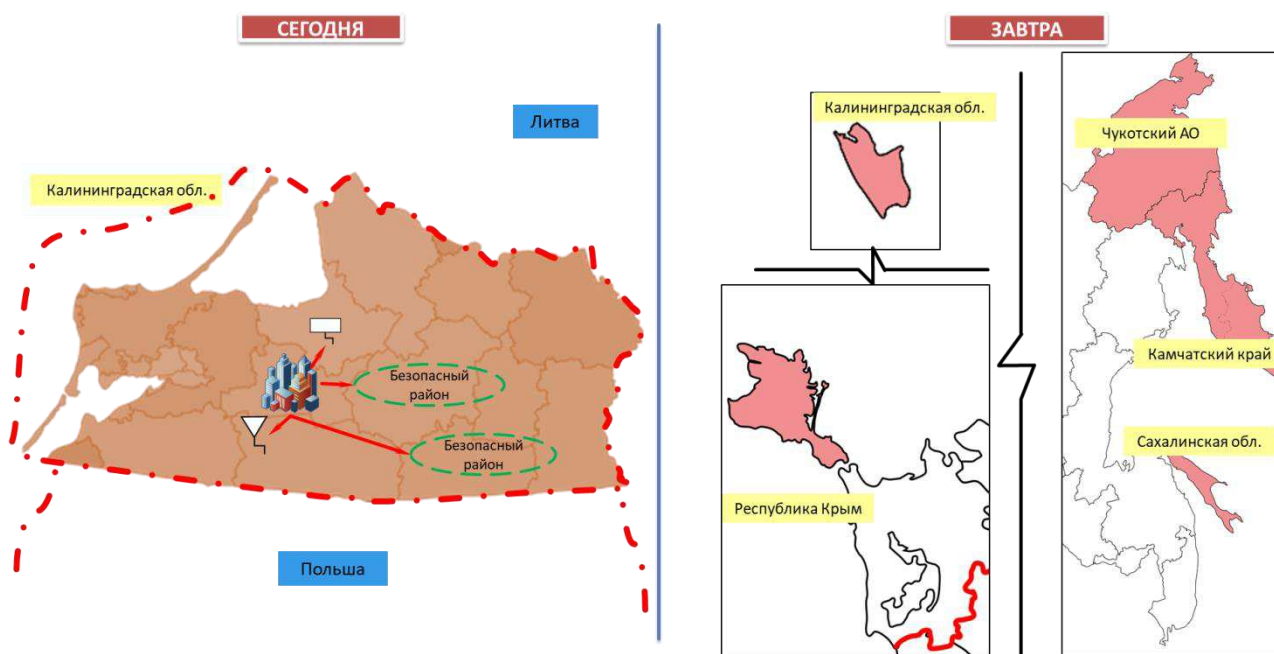 СЕГОДНЯ
Литва
Калининградская обл.
Безопасный
район
Безопасный
район
Польша
ЗАВТРА
Калининградская обл.
Чукотский АО
Камчатский край
Сахалинская обл.
Республика Крым